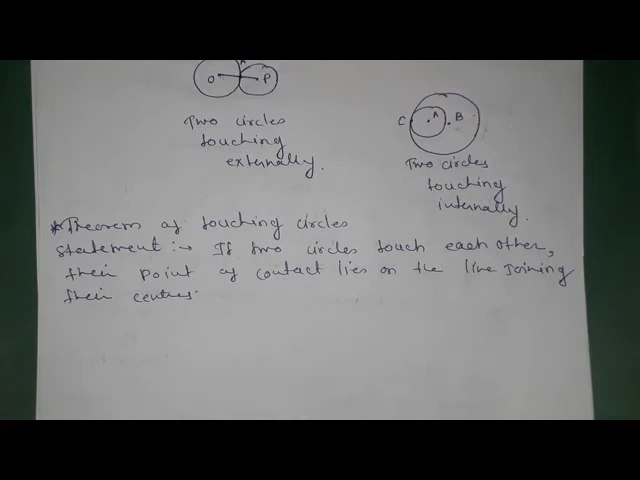 O P
Two circles
touching
externally.
C A B
Two circles
touching
internally.
*Theorem of touching circles
Statement :→ If two circles touch each other,
their point of contact lies on the line joining
their centres.